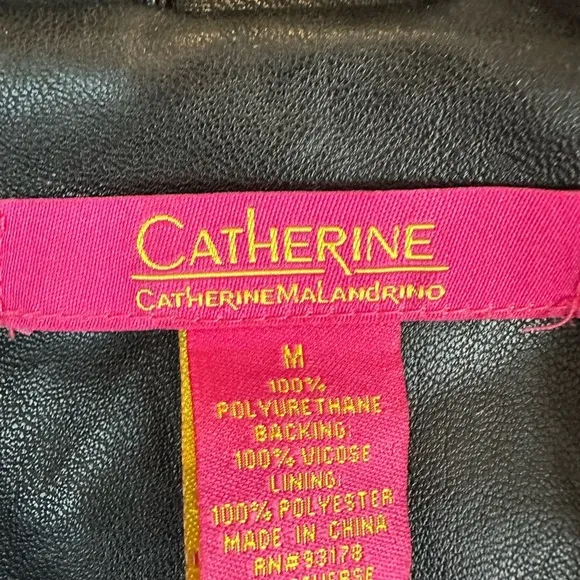 CATHERINE
CATHERINEMALANDRINO
M
100%
POLYURETHANE
BACKING
100% VICOSE
LINING:
100% POLYESTER
MADE IN CHINA
RN#93178